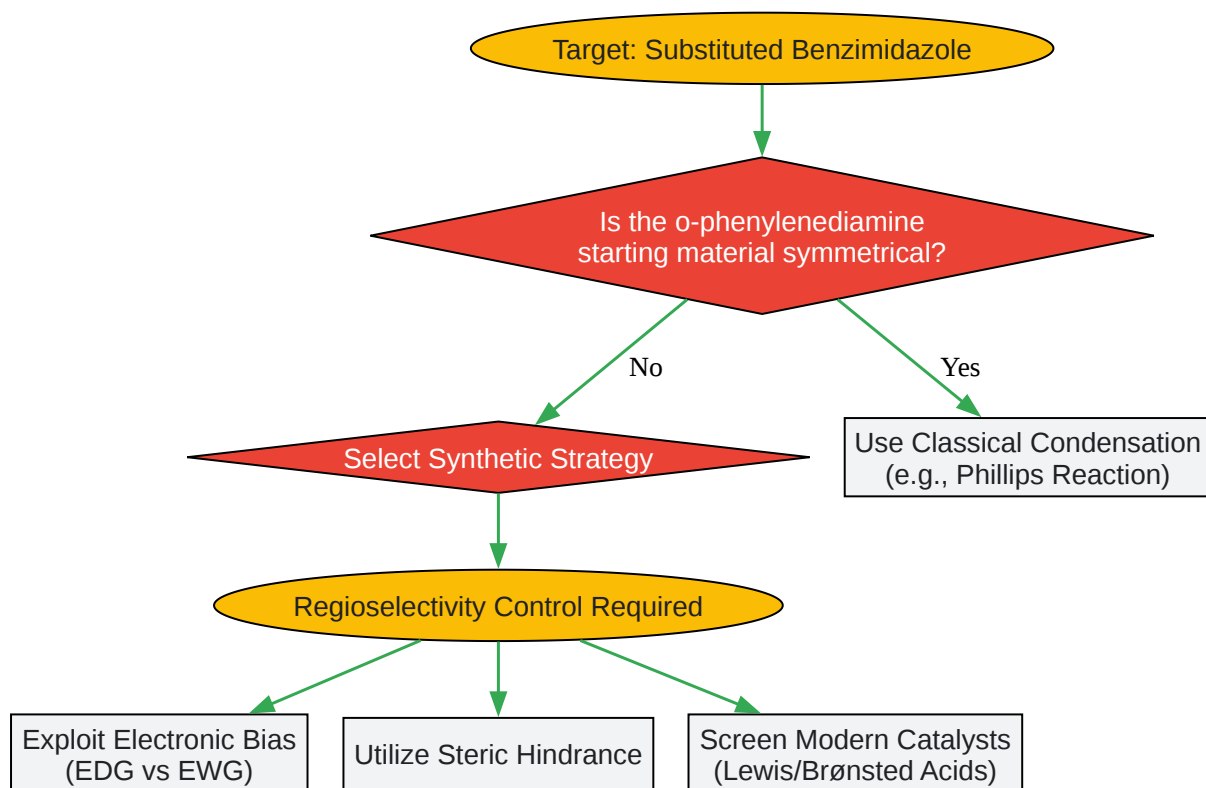 Target: Substituted Benzimidazole
Is the o-phenylenediamine
starting material symmetrical?
No
Yes
Select Synthetic Strategy
Use Classical Condensation
(e.g., Phillips Reaction)
Regioselectivity Control Required
Exploit Electronic Bias
(EDG vs EWG)
Utilize Steric Hindrance
Screen Modern Catalysts
(Lewis/Brønsted Acids)